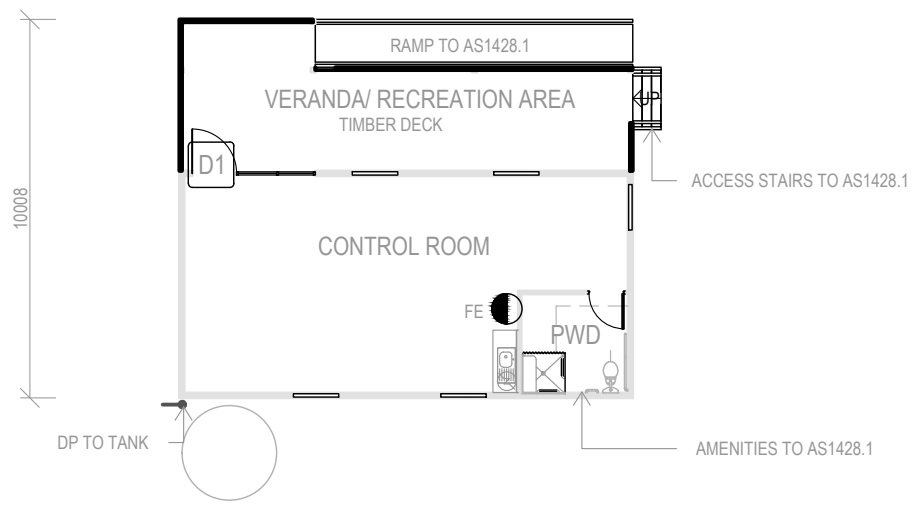 RAMP TO AS1428.1
VERANDA/ RECREATION AREA
TIMBER DECK
UP
D1
ACCESS STAIRS TO AS1428.1
10008
CONTROL ROOM
FE
PWD
DP TO TANK
AMENITIES TO AS1428.1